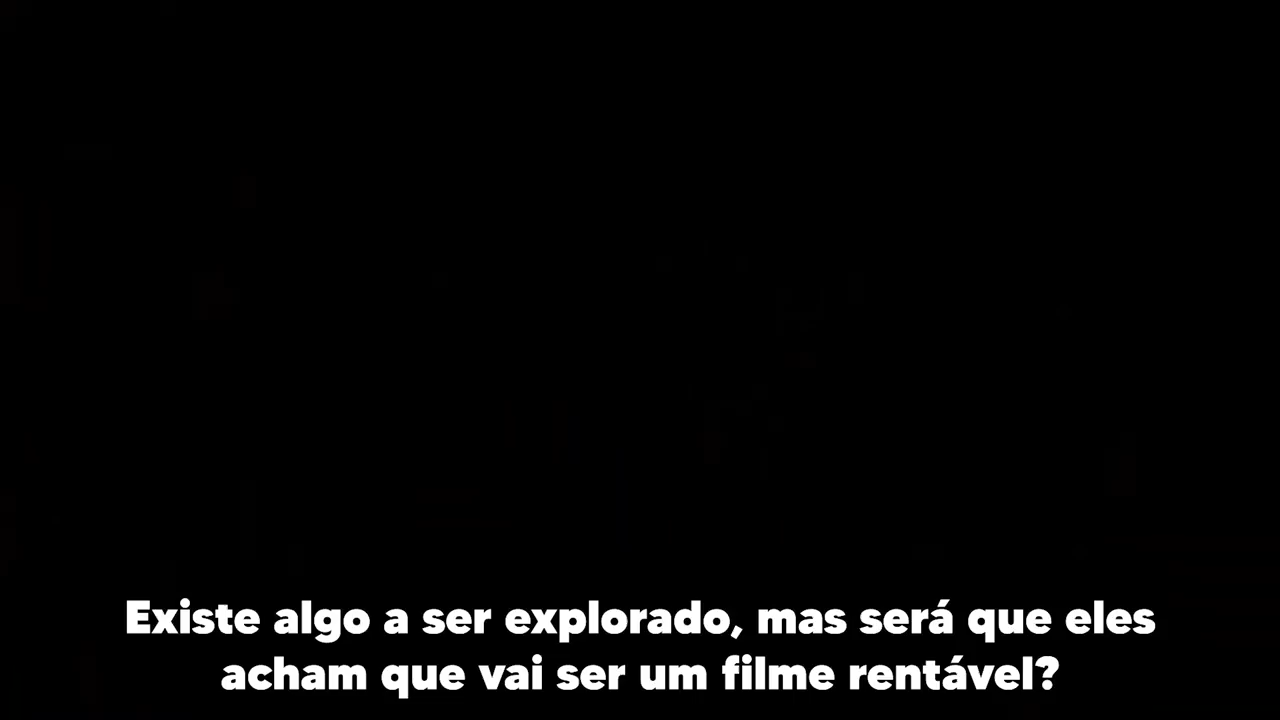 Existe algo a ser explorado, mas será que eles
acham que vai ser um filme rentável?